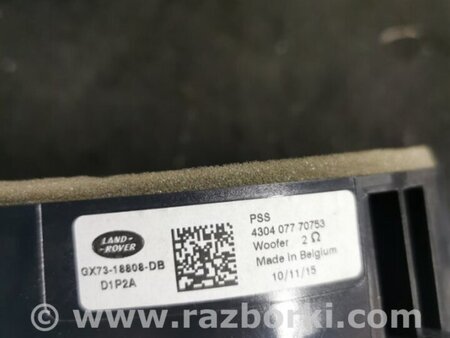 LAND-
ROVER
GX73-18808-DB
D1P2A
PSS
4304 077 70753
Woofer 2 Ω
Made in Belgium
10/11/15
www.razborki.com